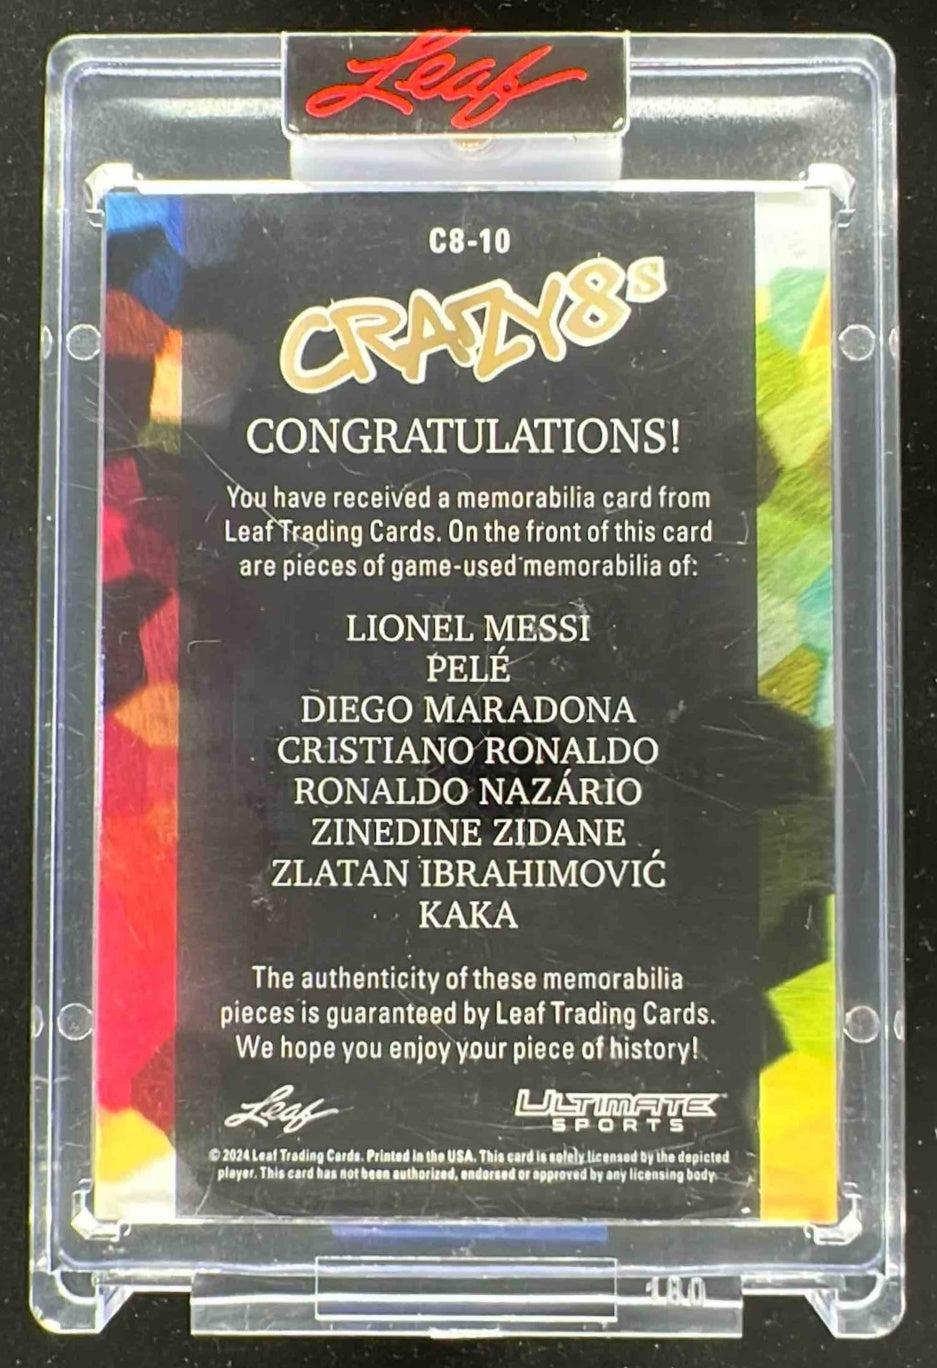 Leaf
C8-10
CRAZY8s
CONGRATULATIONS!
You have received a memorabilia card from
Leaf Trading Cards. On the front of this card
are pieces of game-used memorabilia of:
LIONEL MESSI
PELÉ
DIEGO MARADONA
CRISTIANO RONALDO
RONALDO NAZÁRIO
ZINEDINE ZIDANE
ZLATAN IBRAHIMOVIĆ
KAKA
The authenticity of these memorabilia
pieces is guaranteed by Leaf Trading Cards.
We hope you enjoy your piece of history!
Leaf
ULTIMATE
SPORTS
© 2024 Leaf Trading Cards. Printed in the USA. This card is solely licensed by the depicted
player. This card has not been authorized, endorsed or approved by any licensing body.
180